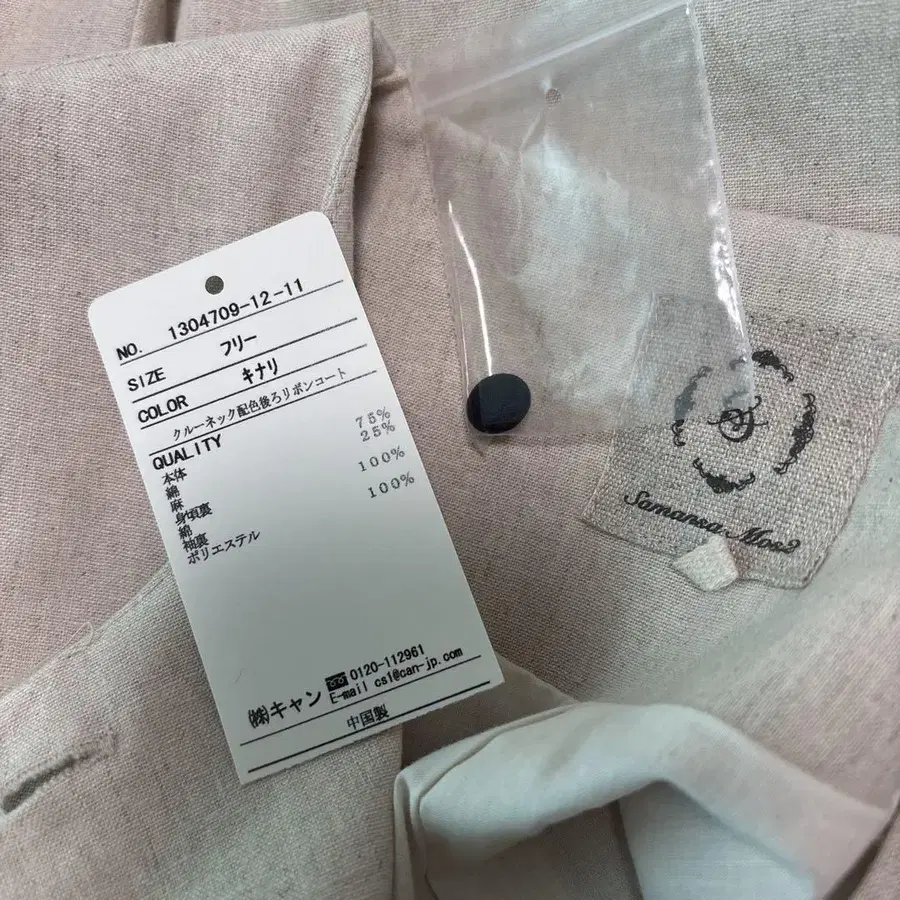 NO. 1304709-12-11
SIZE フリー
COLOR キナリ
クルーネック配色後ろリボンコート
QUALITY
本体
綿 75%
麻 25%
身頃裏
綿 100%
袖裏
ポリエステル 100%
㈱キャン 0120-112961
E-mail cs1@can-jp.com
中国製
Samansa Mos2